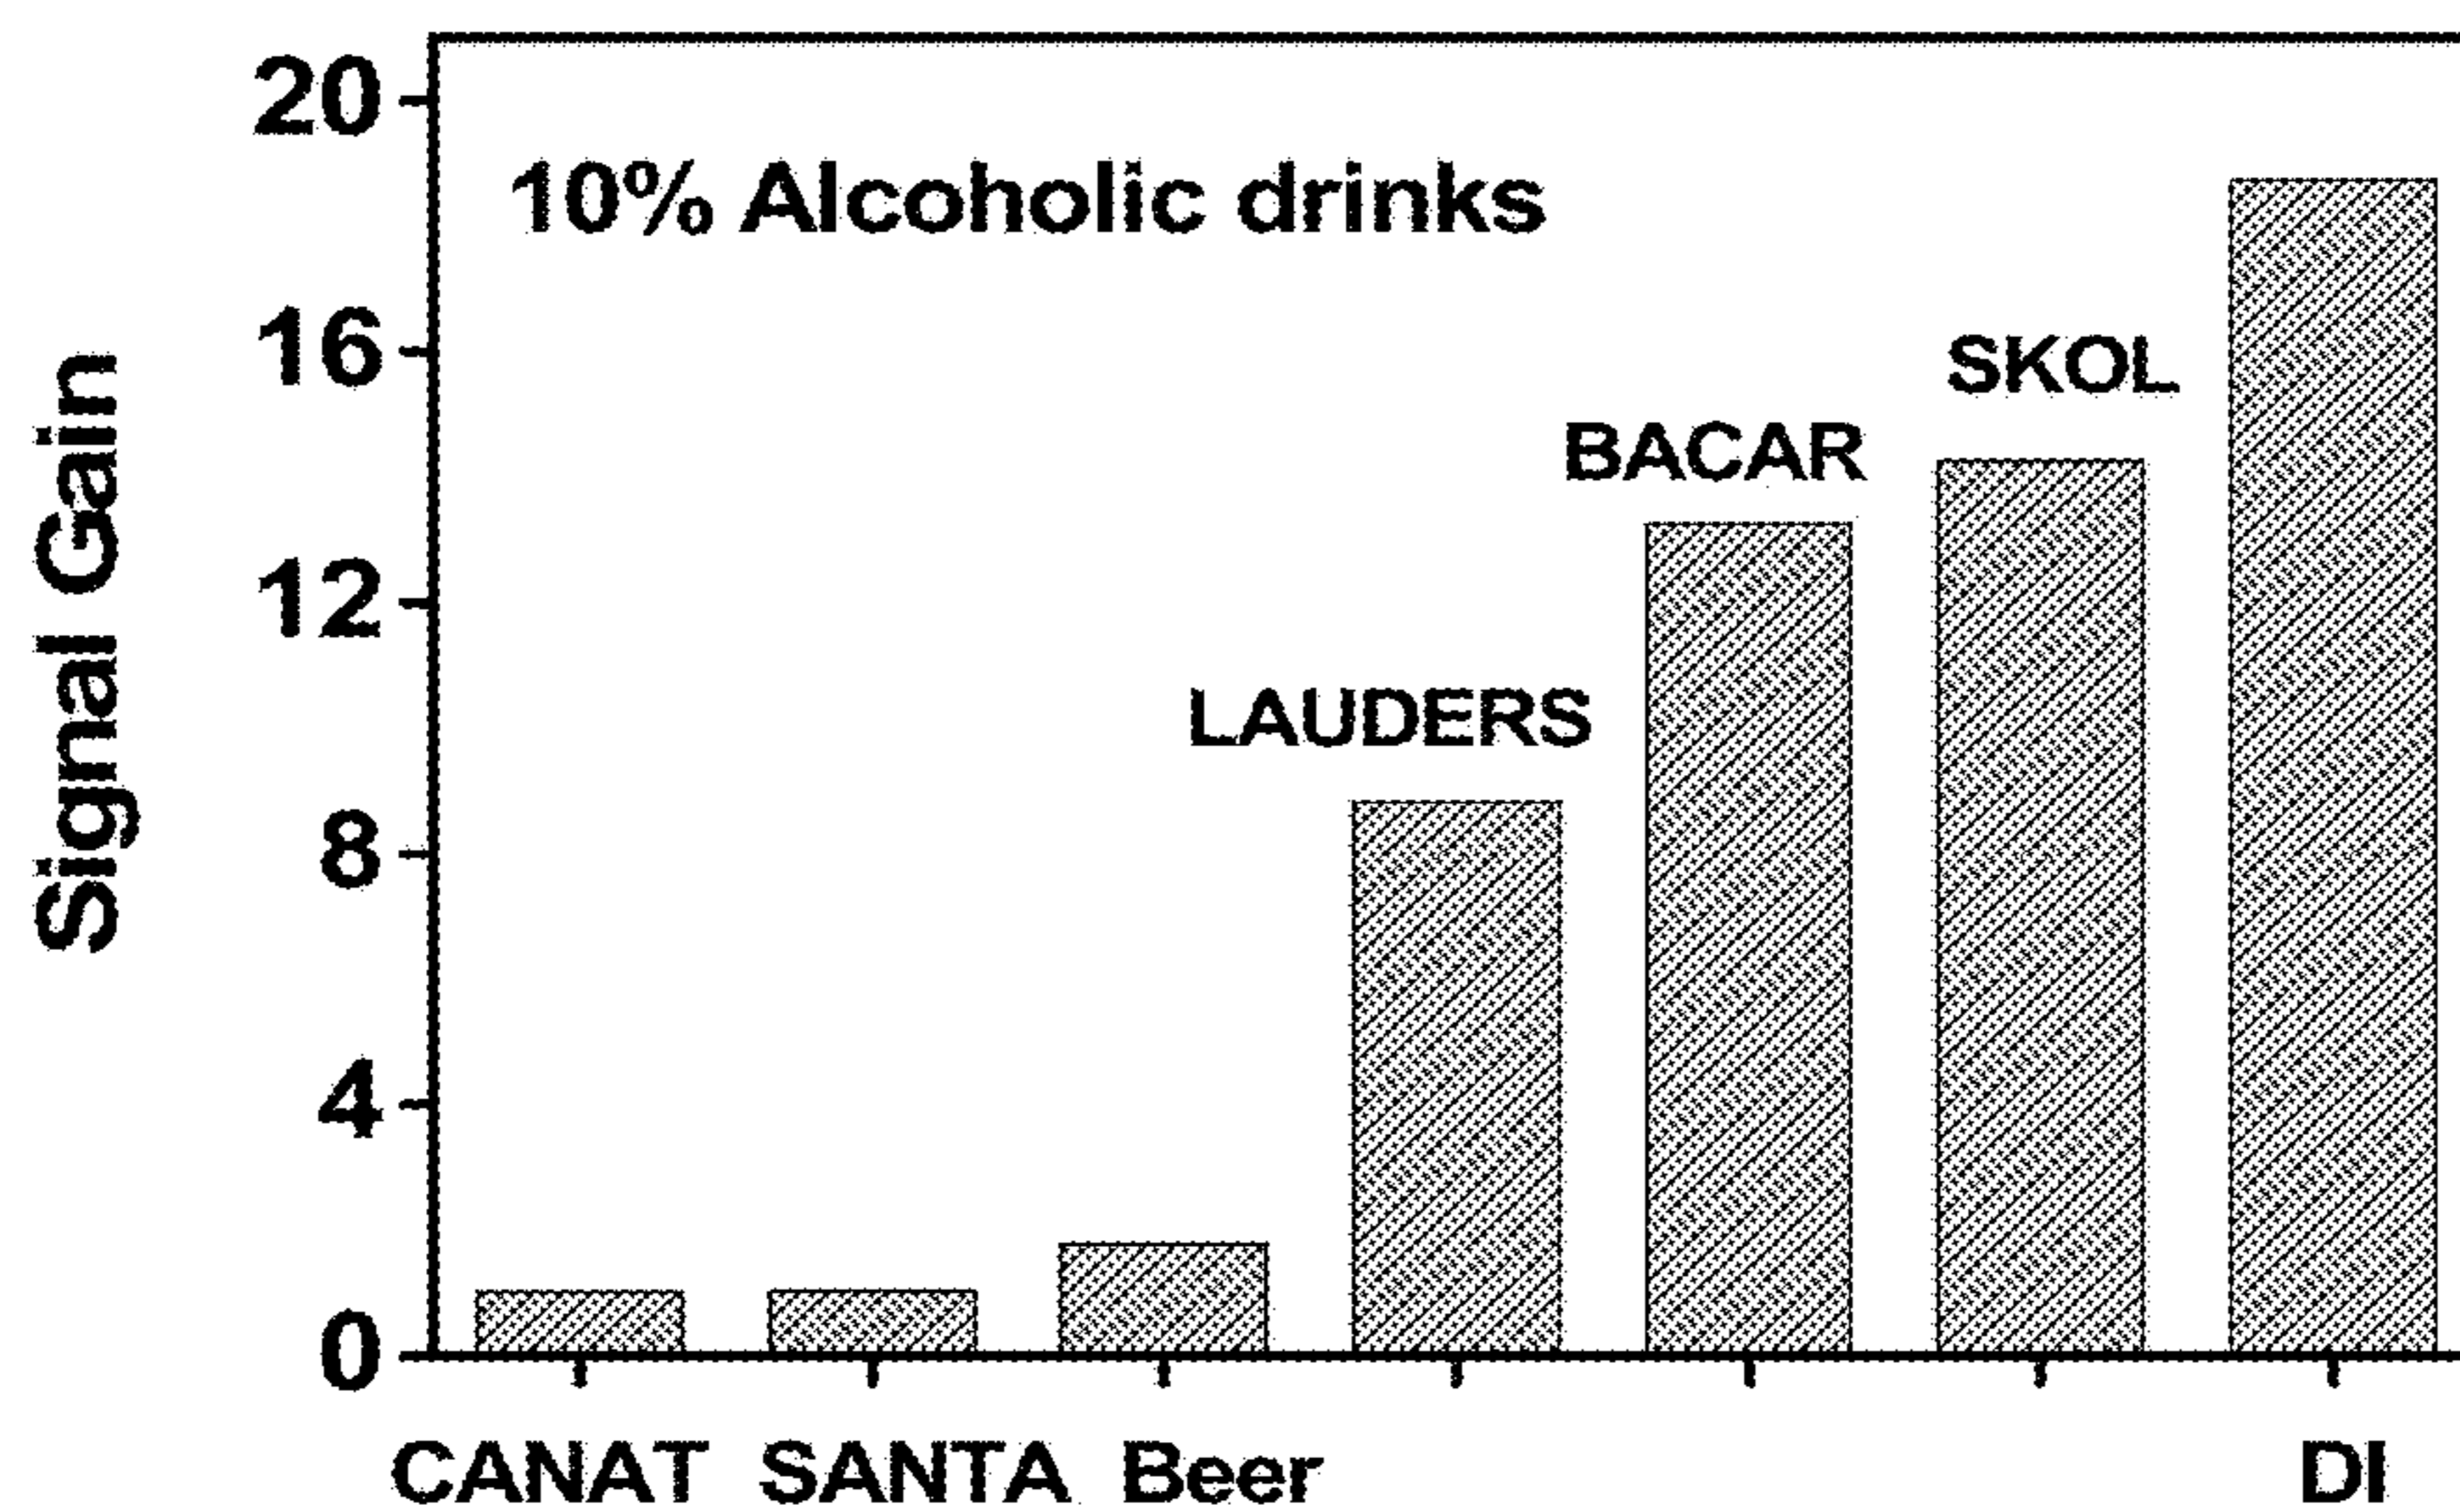 20
10% Alcoholic drinks
16
SKOL
BACAR
12
LAUDERS
8
4
0
Signal Gain
CANAT SANTA Beer DI